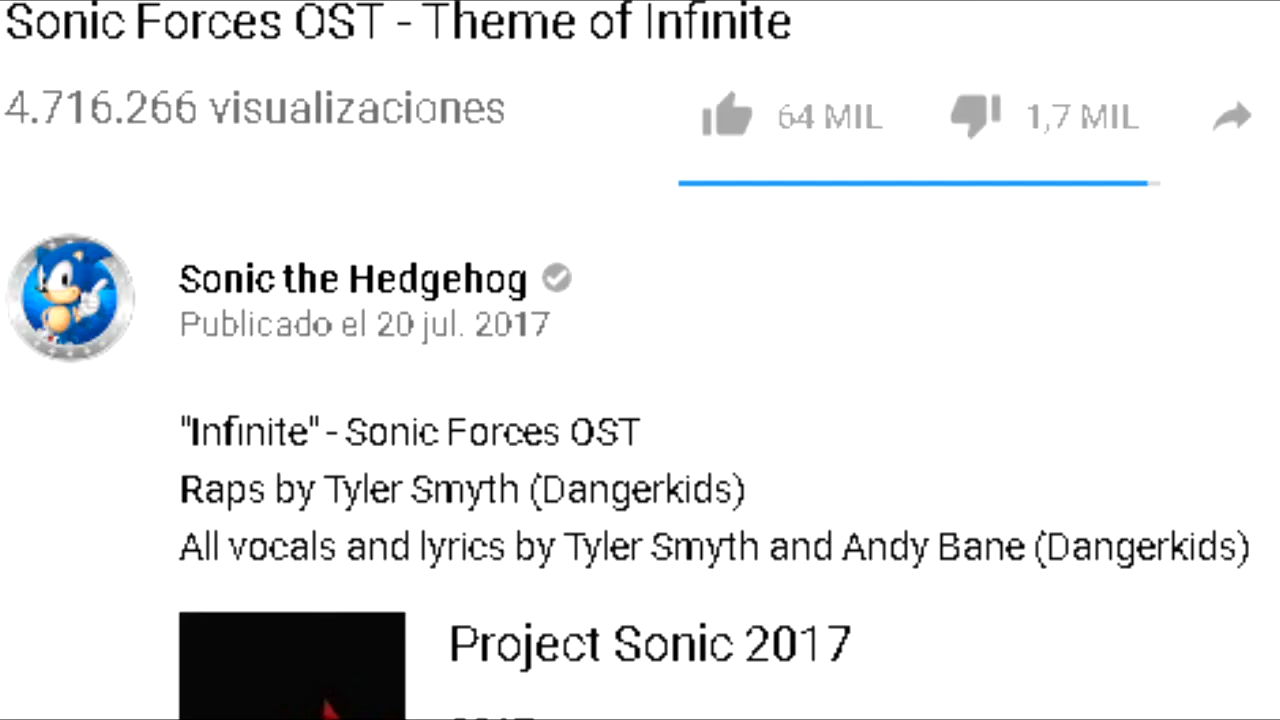 Sonic Forces OST - Theme of Infinite
4.716.266 visualizaciones
64 MIL 1,7 MIL
Sonic the Hedgehog
Publicado el 20 jul. 2017
"Infinite" - Sonic Forces OST
Raps by Tyler Smyth (Dangerkids)
All vocals and lyrics by Tyler Smyth and Andy Bane (Dangerkids)
Project Sonic 2017